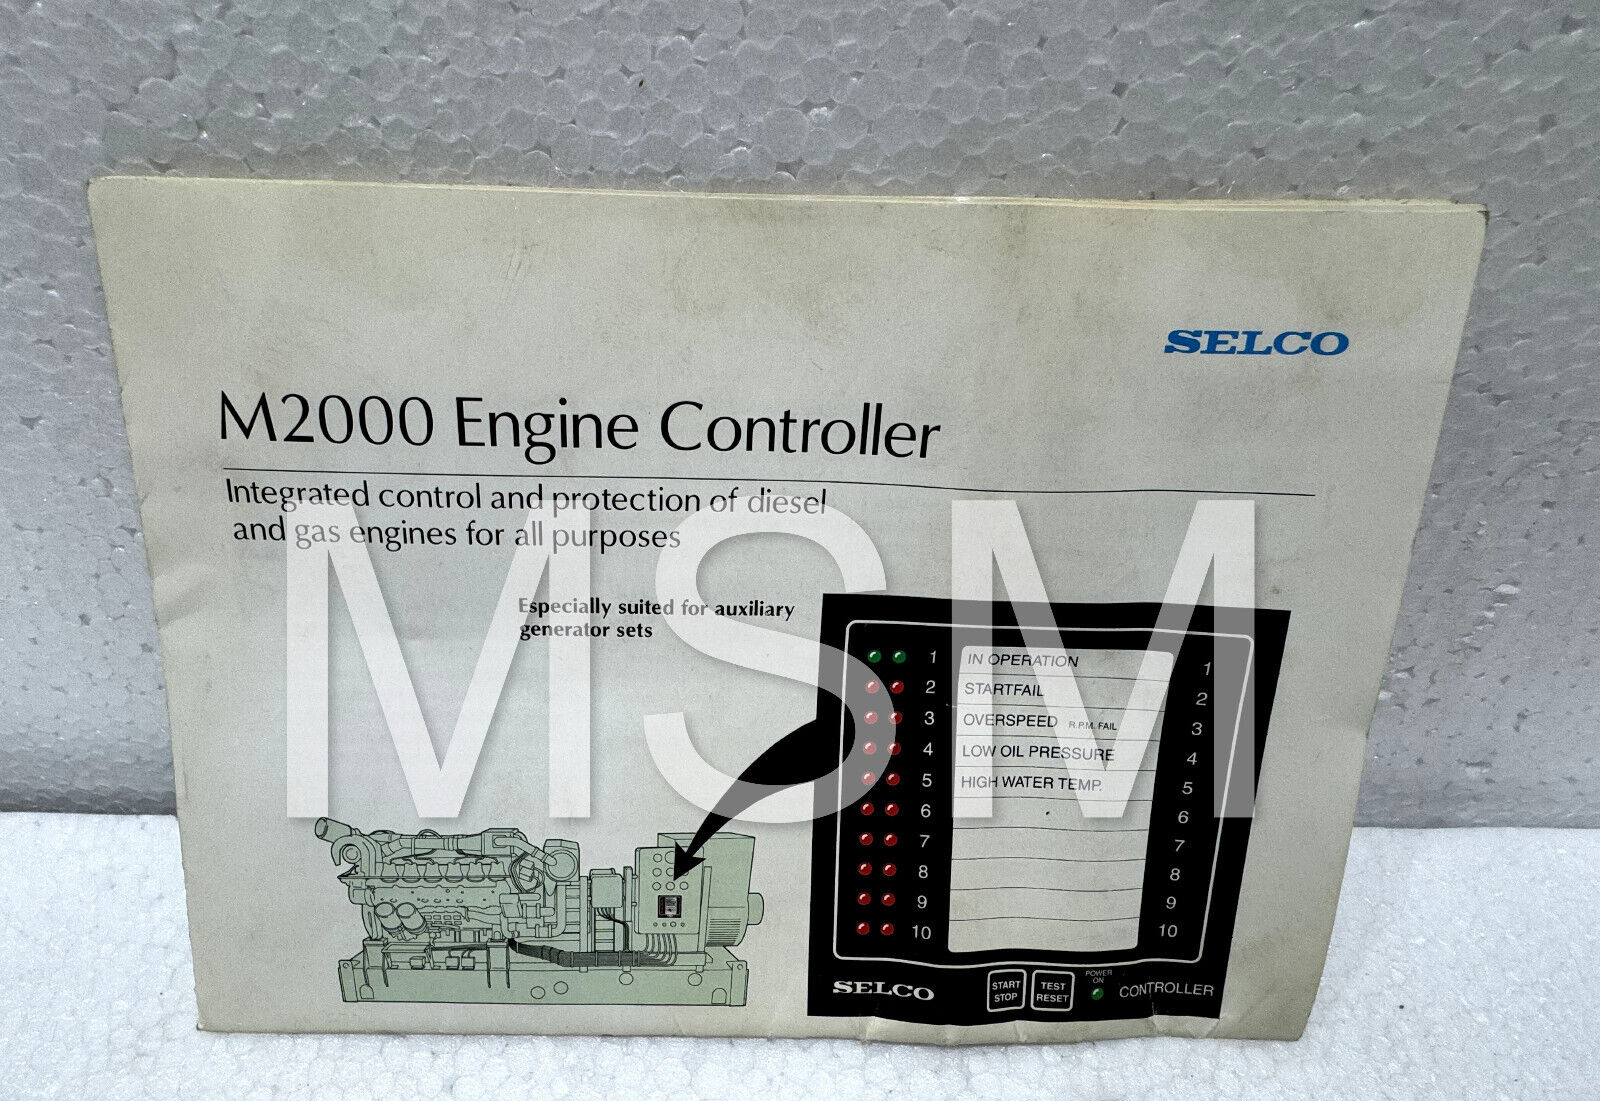 SELCO
M2000 Engine Controller
Integrated control and protection of diesel
and gas engines for all purposes
Especially suited for auxiliary
generator sets
1 IN OPERATION 1
2 STARTFAIL 2
3 OVERSPEED R.P.M. FAIL 3
4 LOW OIL PRESSURE 4
5 HIGH WATER TEMP. 5
6 6
7 7
8 8
9 9
10 10
SELCO
START
STOP
TEST
RESET
POWER
ON
CONTROLLER
MSM